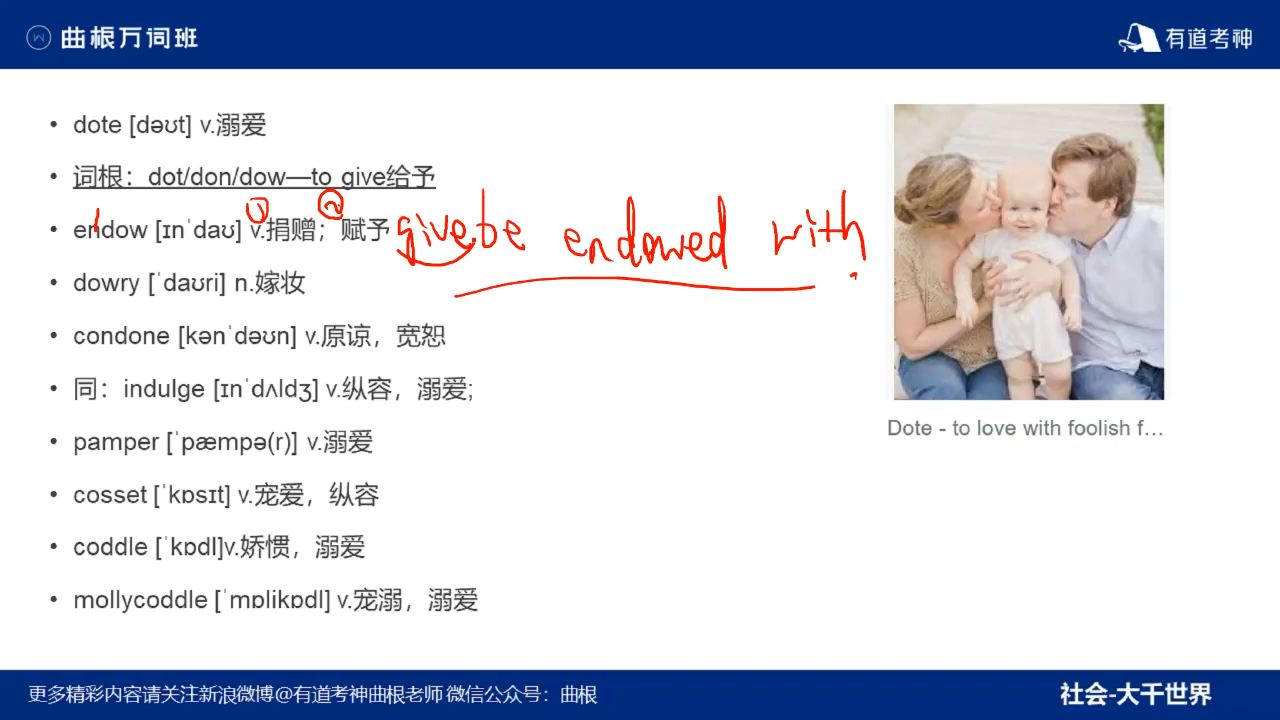 曲根万词班
有道考神
• dote [dəʊt] v.溺爱
• 词根：dot/don/dow—to give给予
① ②
• endow [ɪnˈdaʊ] v.捐赠；赋予 give be endowed with
• dowry [ˈdaʊri] n.嫁妆
• condone [kənˈdəʊn] v.原谅，宽恕
• 同：indulge [ɪnˈdʌldʒ] v.纵容，溺爱;
• pamper [ˈpæmpə(r)] v.溺爱
• cosset [ˈkɒsɪt] v.宠爱，纵容
• coddle [ˈkɒdl]v.娇惯，溺爱
• mollycoddle [ˈmɒlikɒdl] v.宠溺，溺爱
Dote - to love with foolish f…
更多精彩内容请关注新浪微博@有道考神曲根老师 微信公众号：曲根
社会-大千世界